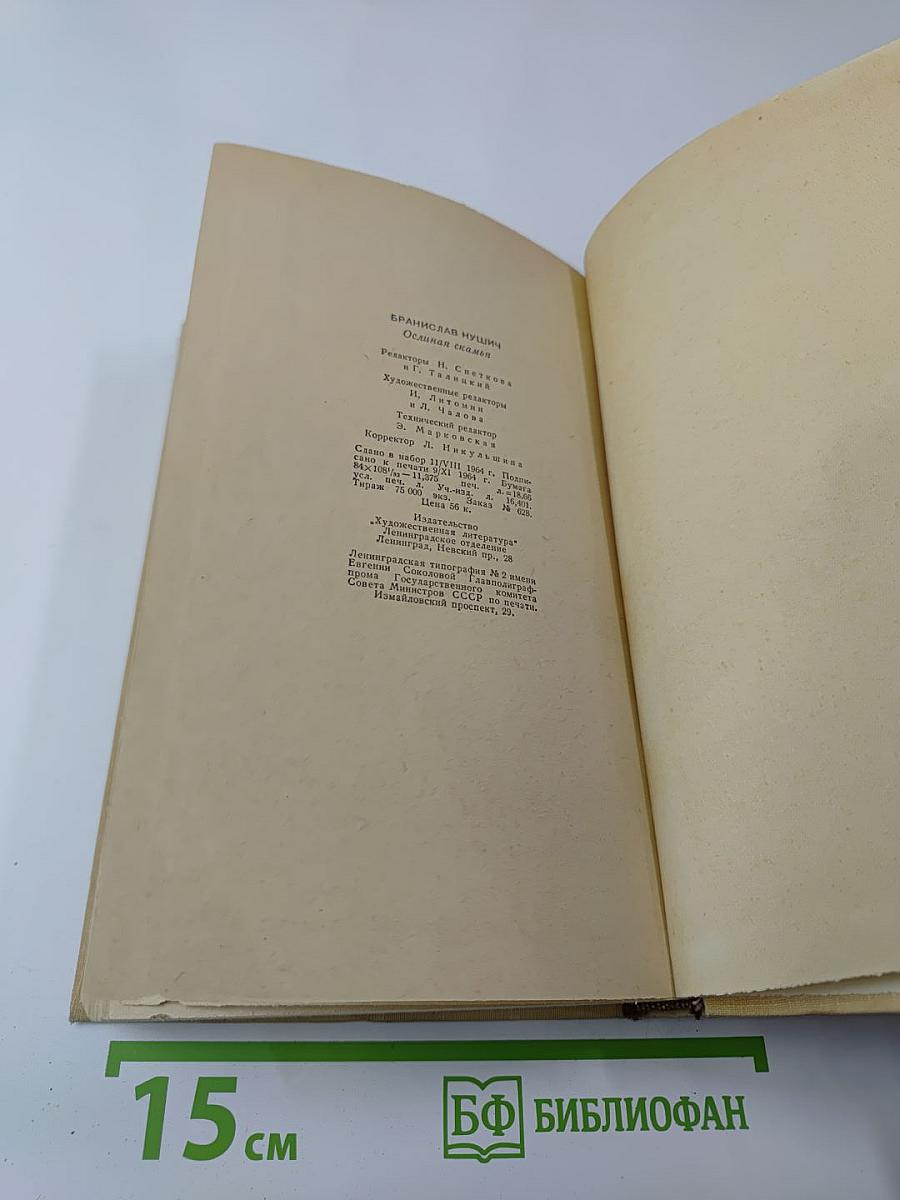 БРАНИСЛАВ НУШИЧ
Ослиная скамья
Редакторы Н. Снеткова
и Г. Талицкий
Художественные редакторы
И. Литомин
и Л. Чалова
Технический редактор
Э. Марковская
Корректор Л. Никульшина
Сдано в набор 11/VIII 1964 г. Подпи-
сано к печати 9/XI 1964 г. Бумага
84×108¹/₃₂—11,375 печ. л.=18,66
усл. печ. л. Уч.-изд. л. 16,401.
Тираж 75 000 экз. Заказ № 628.
Цена 56 к.
Издательство
„Художественная литература“
Ленинградское отделение
Ленинград, Невский пр., 28
Ленинградская типография № 2 имени
Евгении Соколовой Главполиграф-
прома Государственного комитета
Совета Министров СССР по печати.
Измайловский проспект, 29.
15 см
БФ БИБЛИОФАН